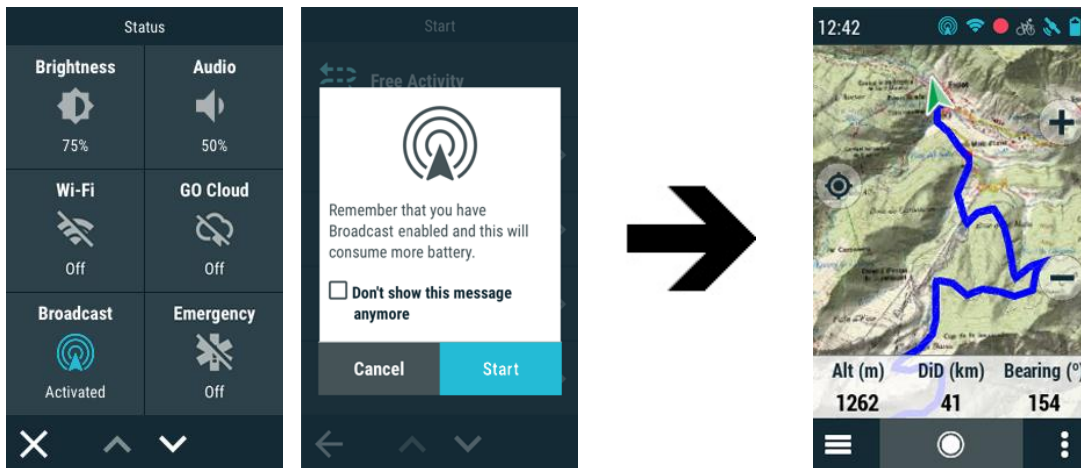 Status
Brightness
Audio
75%
50%
Wi-Fi
GO Cloud
Off
Off
Broadcast
Emergency
Activated
Off
Start
Free Activity
Remember that you have
Broadcast enabled and this will
consume more battery.
Don't show this message
anymore
Cancel
Start
12:42
Espot
Alt (m)
DiD (km)
Bearing (º)
1262
41
154